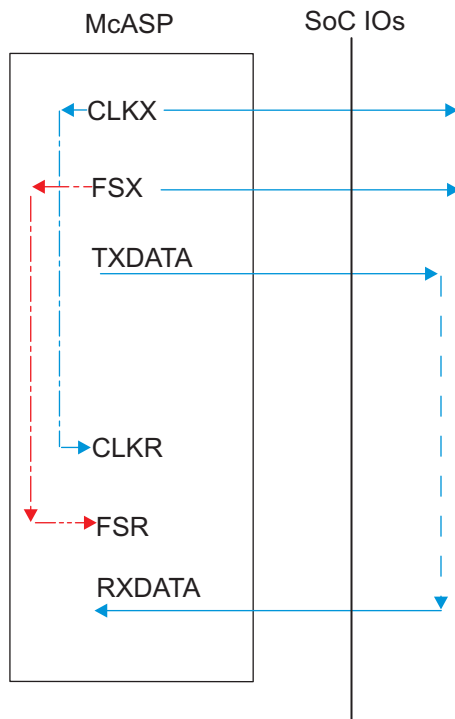 McASP
SoC IOs
CLKX
FSX
TXDATA
CLKR
FSR
RXDATA